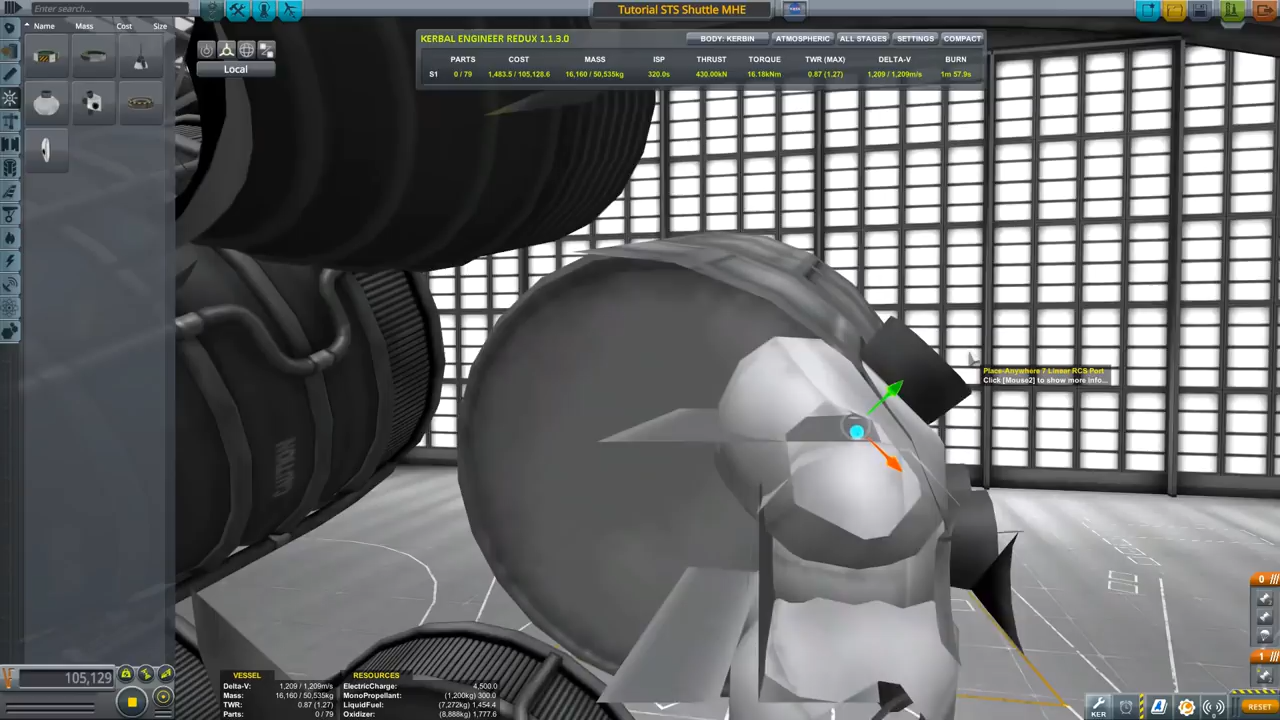 Enter search...
Name Mass Cost Size
Local
Tutorial STS Shuttle MHE
KERBAL ENGINEER REDUX 1.1.3.0
BODY: KERBIN ATMOSPHERIC ALL STAGES SETTINGS COMPACT
PARTS COST MASS ISP THRUST TORQUE TWR (MAX) DELTA-V BURN
S1 0 / 79 1,483.5 / 105,128.6 16,160 / 50,535kg 320.0s 430.00kN 16.18kNm 0.87 (1.27) 1,209 / 1,209m/s 1m 57.9s
Place-Anywhere 7 Linear RCS Port
Click [Mouse2] to show more info...
CAUTION
0
1
105,129
VESSEL
Delta-V: 1,209 / 1,209m/s
Mass: 16,160 / 50,535kg
TWR: 0.87 (1.27)
Parts: 0 / 79
RESOURCES
ElectricCharge: 4,500.0
MonoPropellant: (1,200kg) 300.0
LiquidFuel: (7,272kg) 1,454.4
Oxidizer: (8,888kg) 1,777.6
KER
RESET